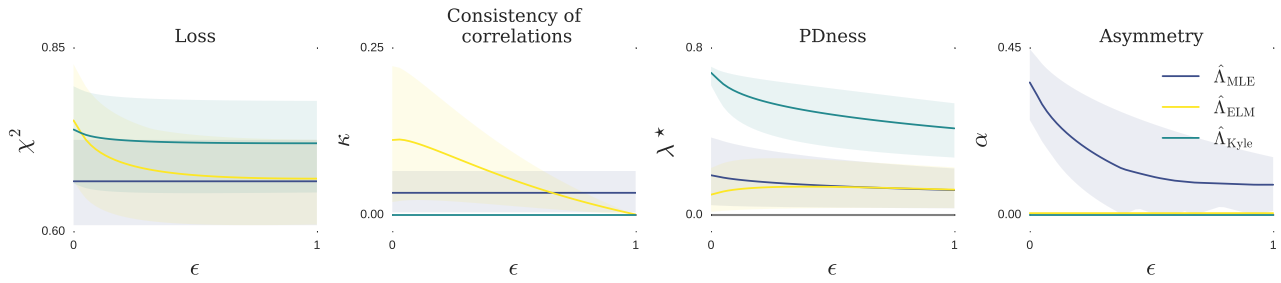 Loss
0.85
0.60
χ²
0
1
ϵ
Consistency of
correlations
0.25
0.00
κ
0
1
ϵ
PDness
0.8
0.0
λ⋆
0
1
ϵ
Asymmetry
0.45
0.00
α
0
1
ϵ
Λ̂MLE
Λ̂ELM
Λ̂Kyle